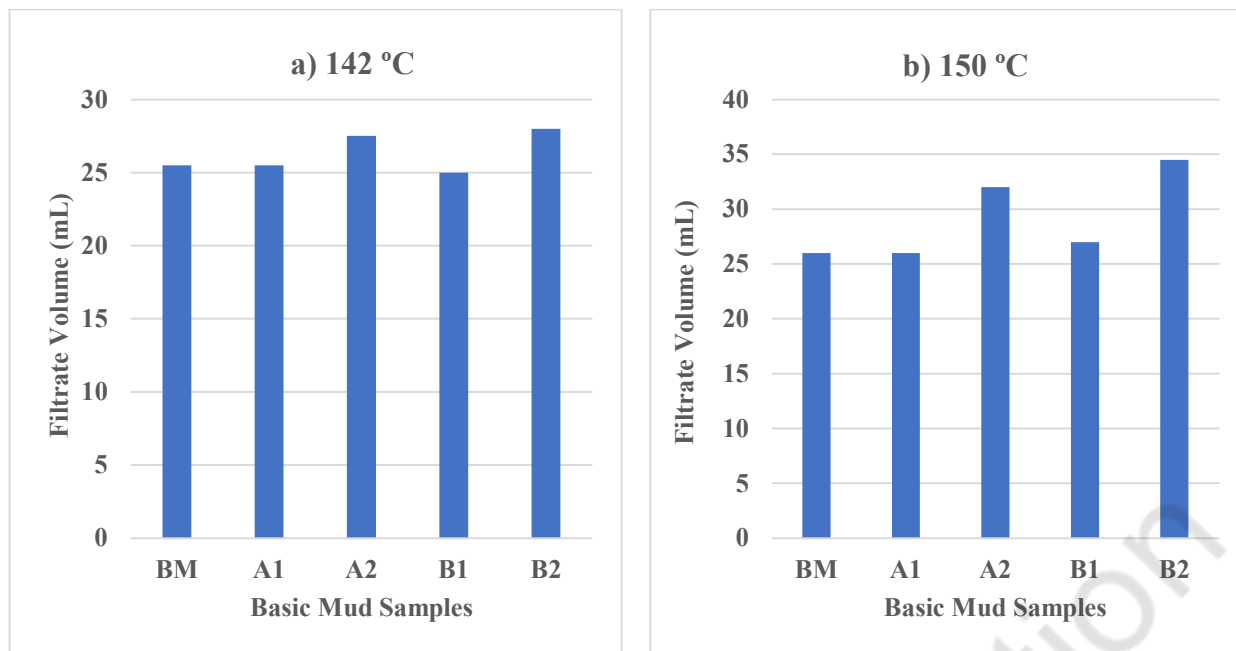 a) 142 ºC
30
25
20
15
10
5
0
Filtrate Volume (mL)
BM A1 A2 B1 B2
Basic Mud Samples
b) 150 ºC
40
35
30
25
20
15
10
5
0
Filtrate Volume (mL)
BM A1 A2 B1 B2
Basic Mud Samples
tion